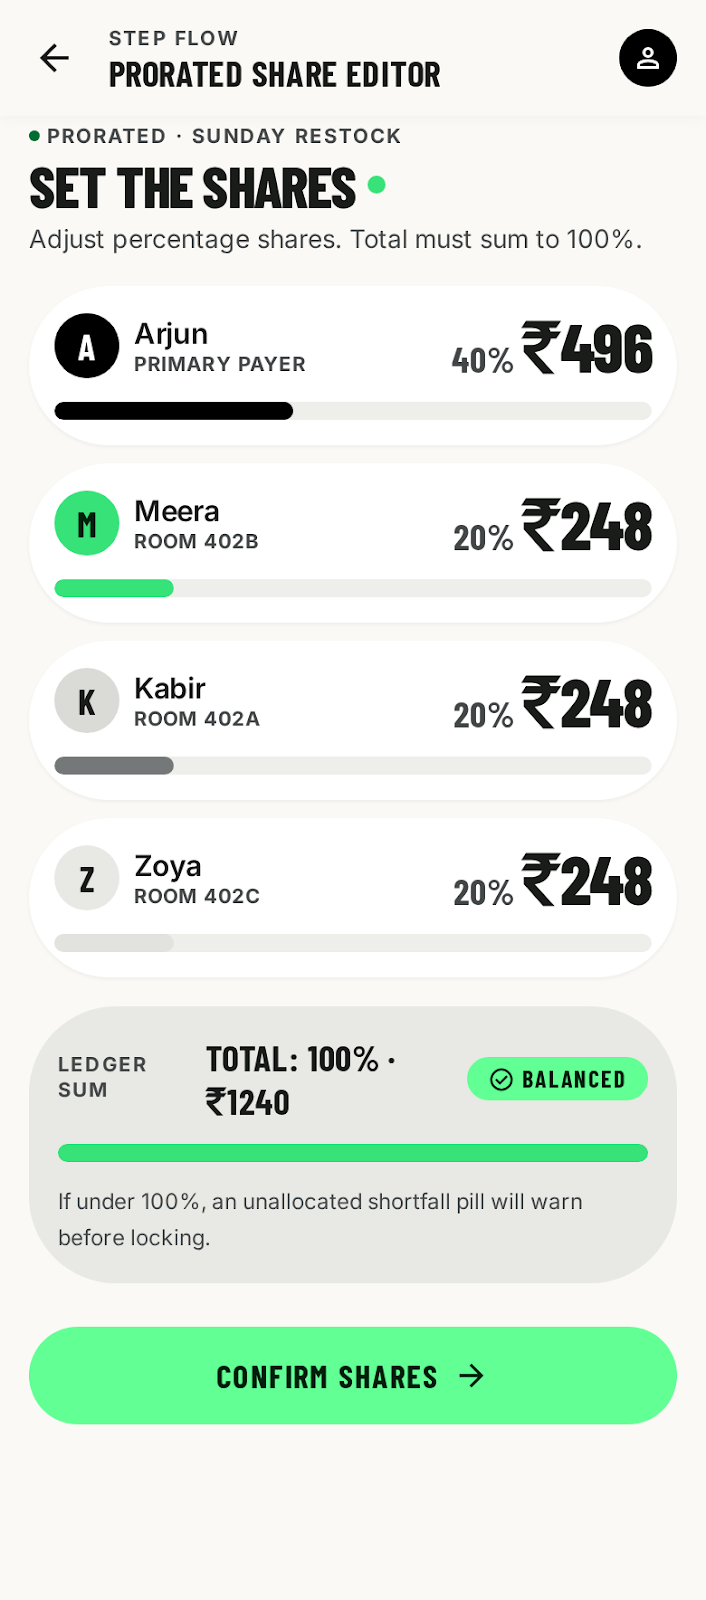 STEP FLOW
PRORATED SHARE EDITOR
PRORATED · SUNDAY RESTOCK
SET THE SHARES
Adjust percentage shares. Total must sum to 100%.
A
Arjun
PRIMARY PAYER
40% ₹496
M
Meera
ROOM 402B
20% ₹248
K
Kabir
ROOM 402A
20% ₹248
Z
Zoya
ROOM 402C
20% ₹248
LEDGER
SUM
TOTAL: 100% ·
₹1240
BALANCED
If under 100%, an unallocated shortfall pill will warn
before locking.
CONFIRM SHARES →